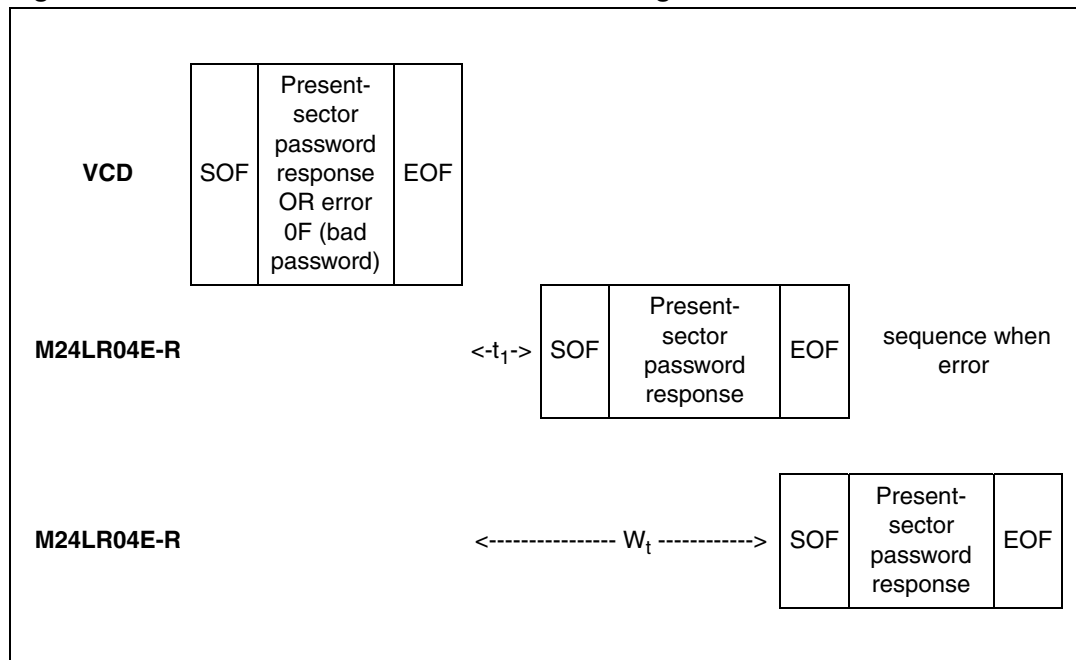 VCD
SOF
Present-
sector
password
response
OR error
0F (bad
password)
EOF
M24LR04E-R
<-t1->
SOF
Present-
sector
password
response
EOF
sequence when
error
M24LR04E-R
<---------------- Wt ------------>
SOF
Present-
sector
password
response
EOF